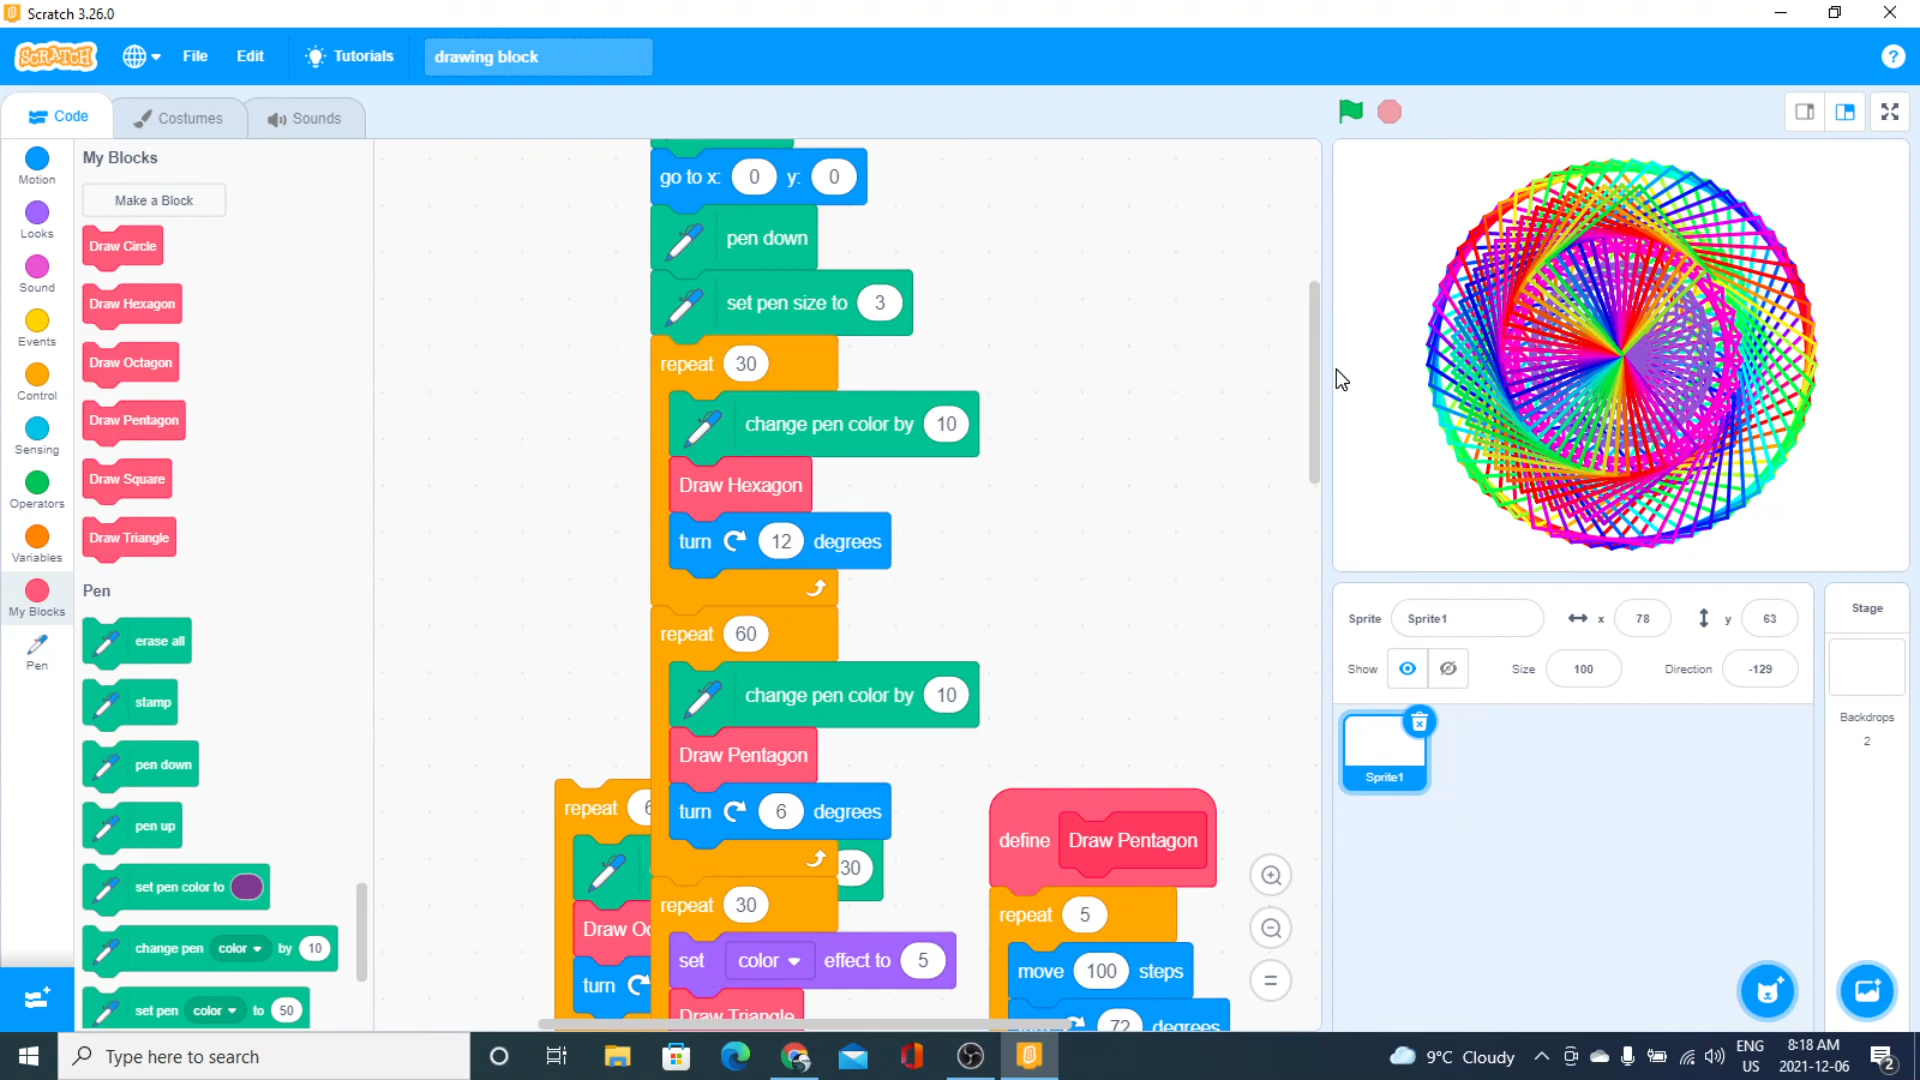 Scratch 3.26.0
SCRATCH
File
Edit
Tutorials
drawing block
?
Code
Costumes
Sounds
Motion
Looks
Sound
Events
Control
Sensing
Operators
Variables
My Blocks
Pen
My Blocks
Make a Block
Draw Circle
Draw Hexagon
Draw Octagon
Draw Pentagon
Draw Square
Draw Triangle
Pen
erase all
stamp
pen down
pen up
set pen color to
change pen color by 10
set pen color to 50
go to x: 0 y: 0
pen down
set pen size to 3
repeat 30
change pen color by 10
Draw Hexagon
turn 12 degrees
repeat 60
change pen color by 10
Draw Pentagon
turn 6 degrees
repeat 30
set color effect to 5
Draw Triangle
repeat 6
30
Draw Oc
turn
define Draw Pentagon
repeat 5
move 100 steps
72 degrees
Sprite Sprite1 x 78 y 63
Show Size 100 Direction -129
Sprite1
Stage
Backdrops
2
Type here to search
9°C Cloudy
ENG
US
8:18 AM
2021-12-06
2